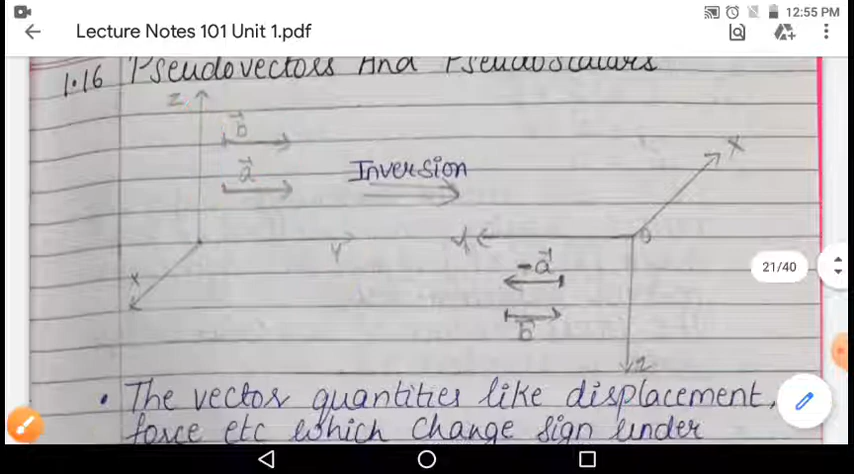 12:55 PM
Lecture Notes 101 Unit 1.pdf
1.16 Pseudovectors And Pseudoscalars
Z
b
a
Inversion
X
Y
O
Y
X
-a
b
Z
21/40
• The vector quantities like displacement,
force etc which change sign under